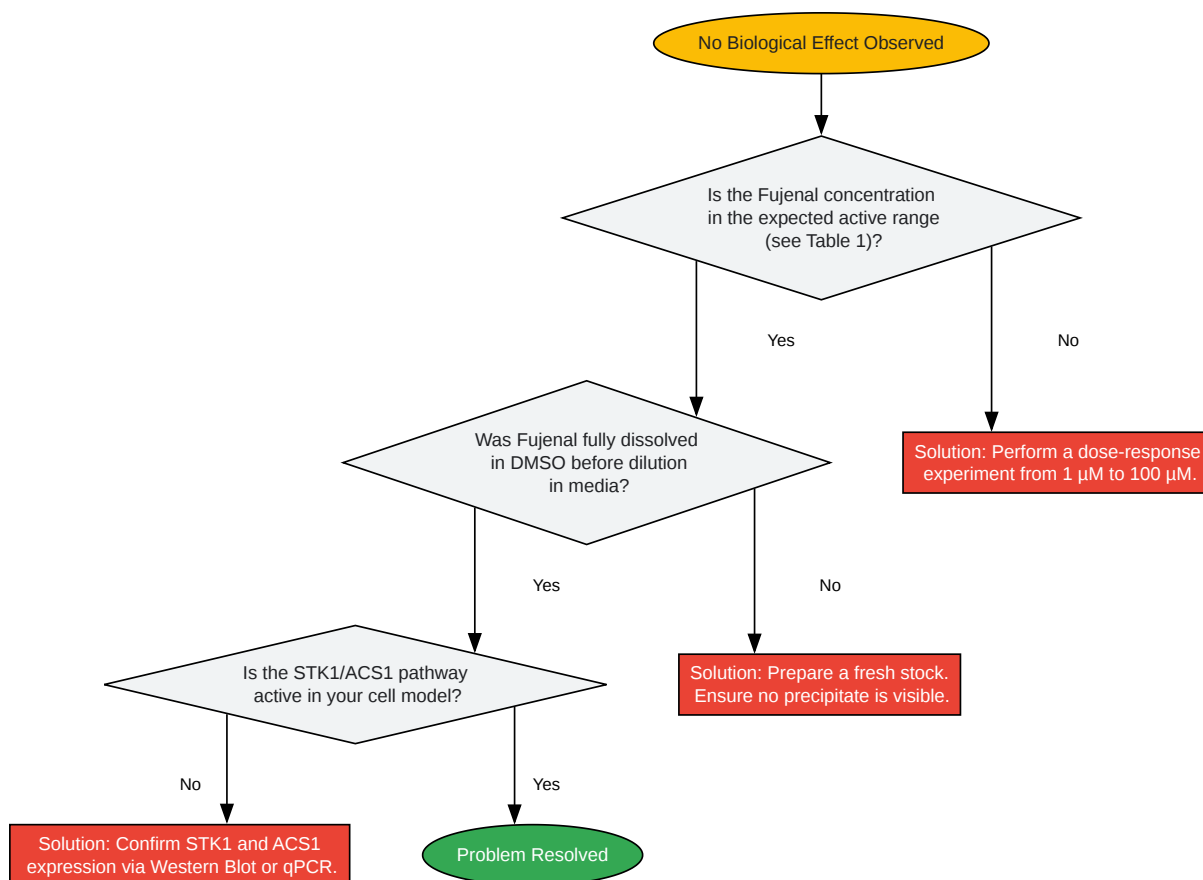 No Biological Effect Observed
Is the Fujenal concentration
in the expected active range
(see Table 1)?
Yes
No
Was Fujenal fully dissolved
in DMSO before dilution
in media?
Solution: Perform a dose-response
experiment from 1 µM to 100 µM.
Yes
No
Is the STK1/ACS1 pathway
active in your cell model?
Solution: Prepare a fresh stock.
Ensure no precipitate is visible.
No
Yes
Solution: Confirm STK1 and ACS1
expression via Western Blot or qPCR.
Problem Resolved